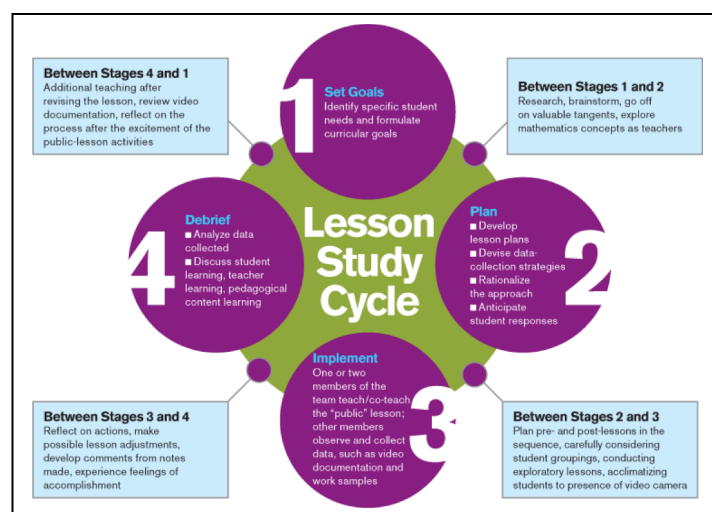 Between Stages 4 and 1
Additional teaching after
revising the lesson, review video
documentation, reflect on the
process after the excitement of the
public-lesson activities
1
Set Goals
Identify specific student
needs and formulate
curricular goals
Between Stages 1 and 2
Research, brainstorm, go off
on valuable tangents, explore
mathematics concepts as teachers
4
Debrief
■ Analyze data
collected
■ Discuss student
learning, teacher
learning, pedagogical
content learning
Lesson
Study
Cycle
Plan
■ Develop
lesson plans
■ Devise data-
collection strategies
■ Rationalize
the approach
■ Anticipate
student responses
2
Implement
One or two
members of the
team teach/co-teach
the “public” lesson;
other members
observe and collect
data, such as video
documentation and
work samples
3
Between Stages 3 and 4
Reflect on actions, make
possible lesson adjustments,
develop comments from notes
made, experience feelings of
accomplishment
Between Stages 2 and 3
Plan pre- and post-lessons in the
sequence, carefully considering
student groupings, conducting
exploratory lessons, acclimatizing
students to presence of video camera